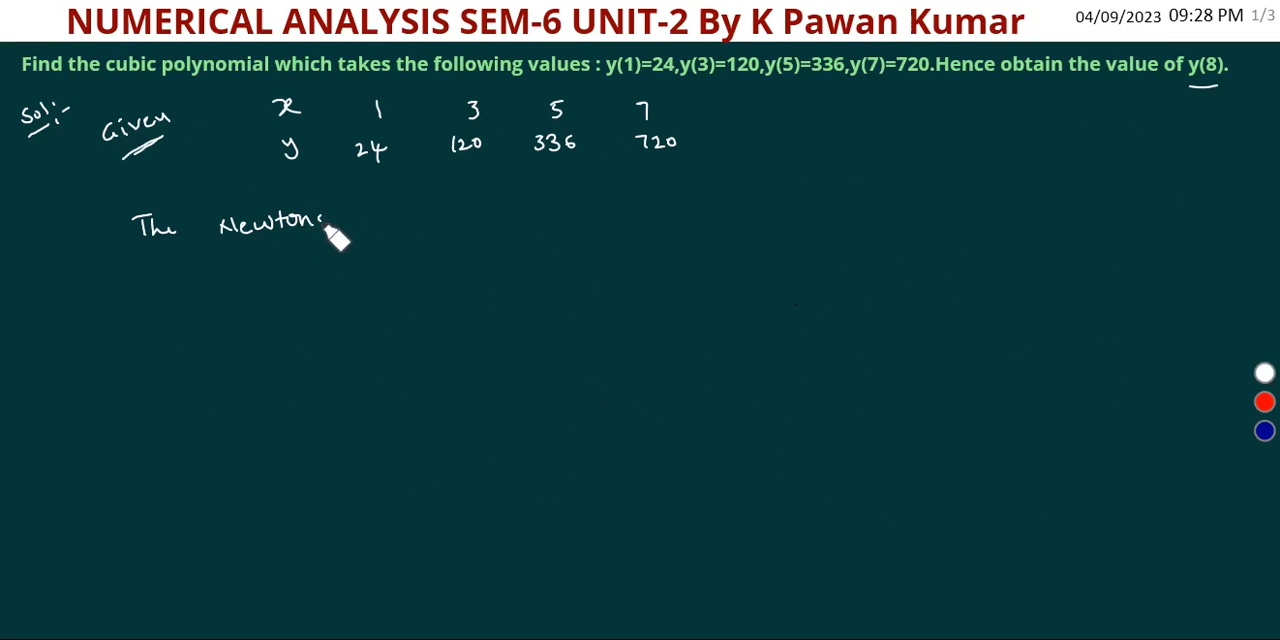 NUMERICAL ANALYSIS SEM-6 UNIT-2 By K Pawan Kumar 04/09/2023 09:28 PM 1/3
Find the cubic polynomial which takes the following values : y(1)=24,y(3)=120,y(5)=336,y(7)=720.Hence obtain the value of y(8).
Sol:- Given x 1 3 5 7
y 24 120 336 720
The Newtons